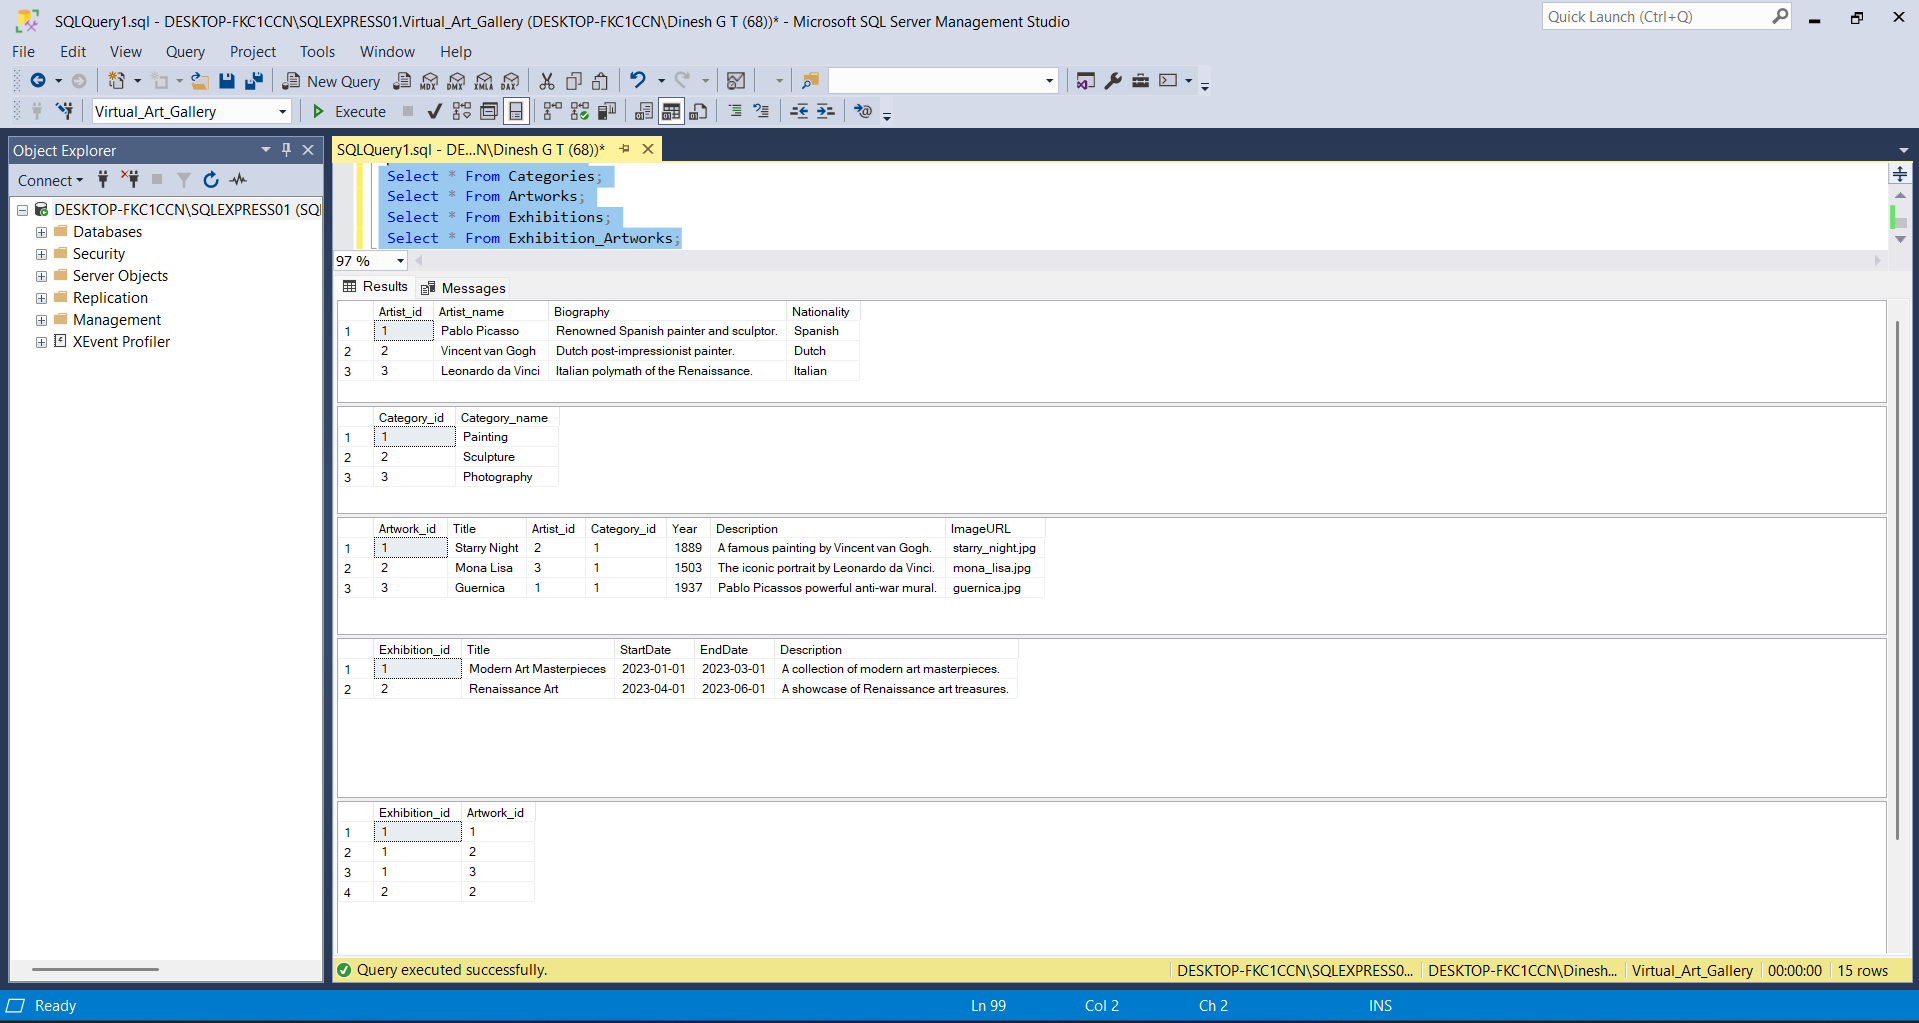 SQLQuery1.sql - DESKTOP-FKC1CCN\SQLEXPRESS01.Virtual_Art_Gallery (DESKTOP-FKC1CCN\Dinesh G T (68))* - Microsoft SQL Server Management Studio
Quick Launch (Ctrl+Q)
File Edit View Query Project Tools Window Help
New Query MDX DMX XMLA DAX
Virtual_Art_Gallery Execute
Object Explorer
Connect
DESKTOP-FKC1CCN\SQLEXPRESS01 (SQ
Databases
Security
Server Objects
Replication
Management
XEvent Profiler
SQLQuery1.sql - DE...N\Dinesh G T (68))*
Select * From Categories;
Select * From Artworks;
Select * From Exhibitions;
Select * From Exhibition_Artworks;
97 %
Results Messages
Artist_id Artist_name Biography Nationality
1 1 Pablo Picasso Renowned Spanish painter and sculptor. Spanish
2 2 Vincent van Gogh Dutch post-impressionist painter. Dutch
3 3 Leonardo da Vinci Italian polymath of the Renaissance. Italian
Category_id Category_name
1 1 Painting
2 2 Sculpture
3 3 Photography
Artwork_id Title Artist_id Category_id Year Description ImageURL
1 1 Starry Night 2 1 1889 A famous painting by Vincent van Gogh. starry_night.jpg
2 2 Mona Lisa 3 1 1503 The iconic portrait by Leonardo da Vinci. mona_lisa.jpg
3 3 Guernica 1 1 1937 Pablo Picassos powerful anti-war mural. guernica.jpg
Exhibition_id Title StartDate EndDate Description
1 1 Modern Art Masterpieces 2023-01-01 2023-03-01 A collection of modern art masterpieces.
2 2 Renaissance Art 2023-04-01 2023-06-01 A showcase of Renaissance art treasures.
Exhibition_id Artwork_id
1 1 1
2 1 2
3 1 3
4 2 2
Query executed successfully.
DESKTOP-FKC1CCN\SQLEXPRESS0... DESKTOP-FKC1CCN\Dinesh... Virtual_Art_Gallery 00:00:00 15 rows
Ready Ln 99 Col 2 Ch 2 INS